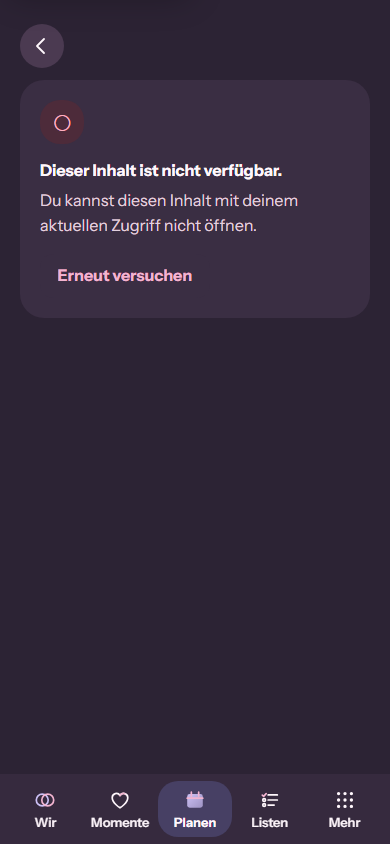 Dieser Inhalt ist nicht verfügbar.
Du kannst diesen Inhalt mit deinem
aktuellen Zugriff nicht öffnen.
Erneut versuchen
Wir
Momente
Planen
Listen
Mehr